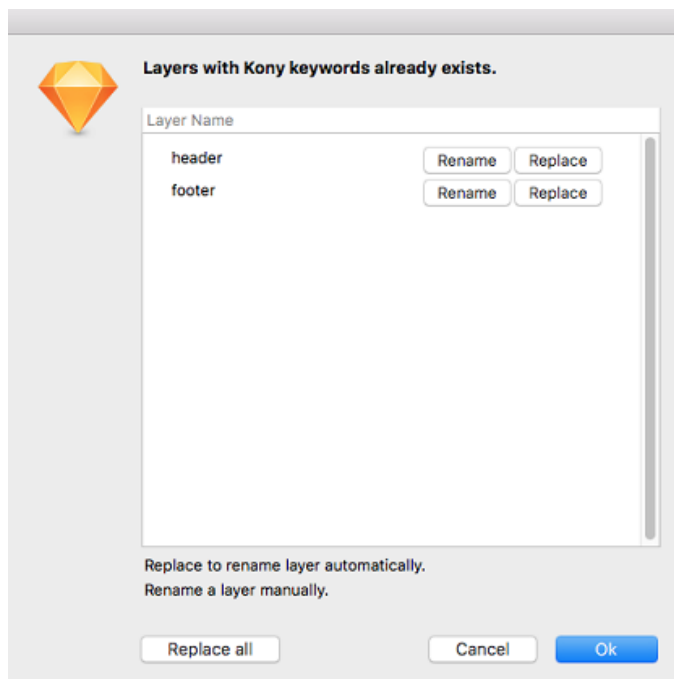 Layers with Kony keywords already exists.
Layer Name
header Rename Replace
footer Rename Replace
Replace to rename layer automatically.
Rename a layer manually.
Replace all Cancel Ok